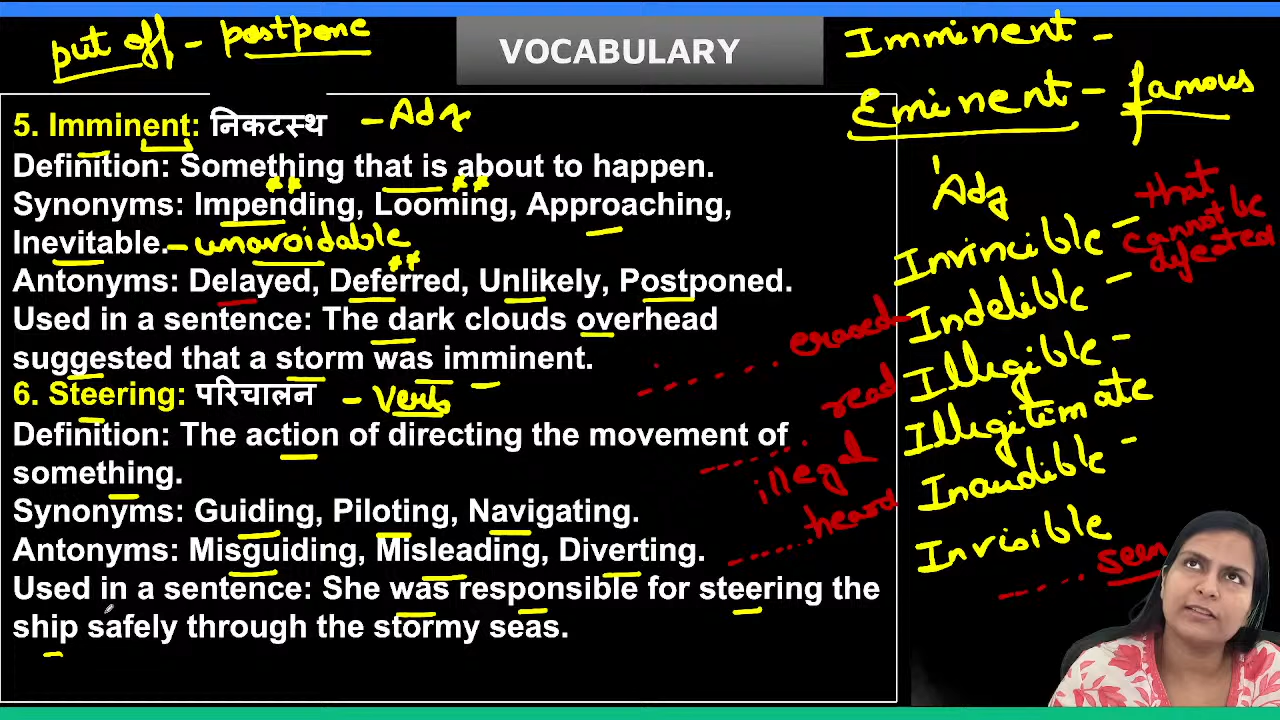 put off - postpone
VOCABULARY
Imminent -
Eminent - famous
Adj
5. Imminent: निकटस्थ - Adj
Definition: Something that is about to happen.
Synonyms: Impending, Looming, Approaching,
Inevitable. - unavoidable
Antonyms: Delayed, Deferred, Unlikely, Postponed.
Used in a sentence: The dark clouds overhead
suggested that a storm was imminent.
6. Steering: परिचालन - Verb
Definition: The action of directing the movement of
something.
Synonyms: Guiding, Piloting, Navigating.
Antonyms: Misguiding, Misleading, Diverting.
Used in a sentence: She was responsible for steering the
ship safely through the stormy seas.
Invincible - that
cannot be
defeated
Indelible -
erased
Illegible -
read
Illegitimate
illegal
Inaudible -
heard
Invisible
seen